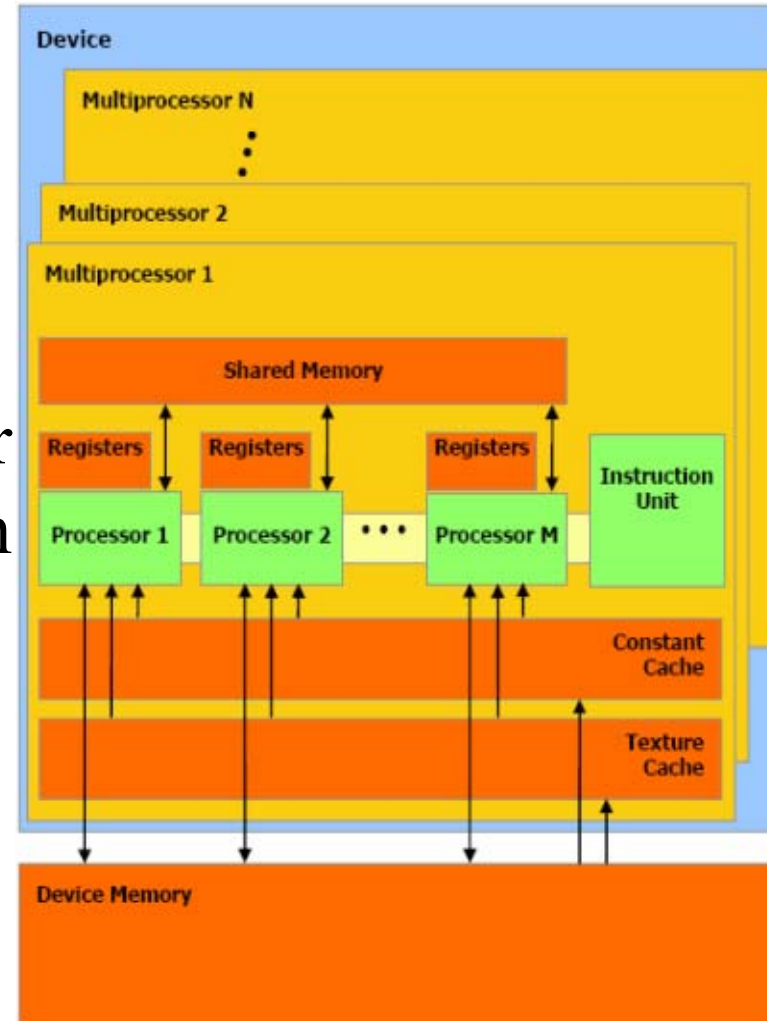 Device
Multiprocessor N
Multiprocessor 2
Multiprocessor 1
Shared Memory
Registers
Registers
Registers
Instruction
Unit
Processor 1
Processor 2
Processor M
Constant
Cache
Texture
Cache
Device Memory